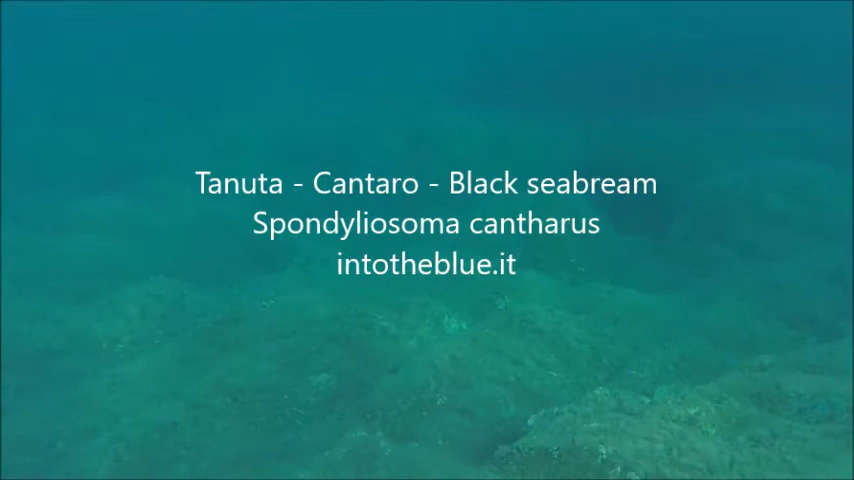 Tanuta - Cantaro - Black seabream
Spondyliosoma cantharus
intotheblue.it